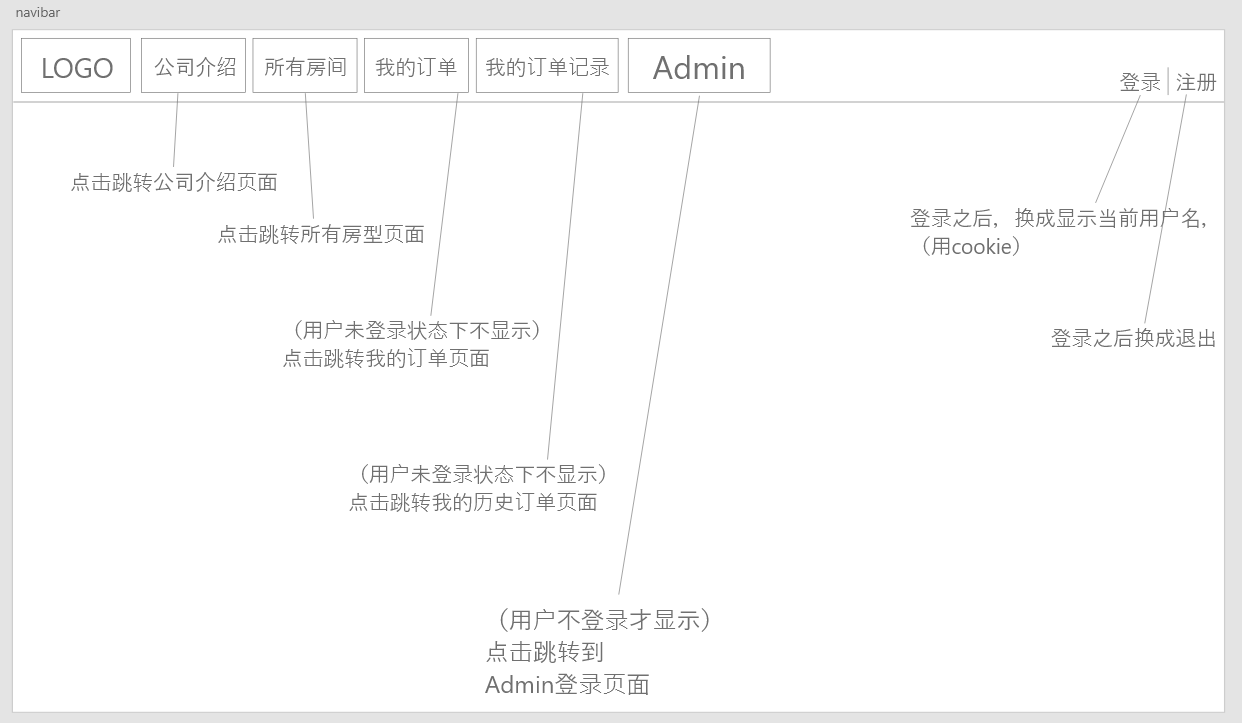 navibar
LOGO
公司介绍
所有房间
我的订单
我的订单记录
Admin
登录
注册
点击跳转公司介绍页面
点击跳转所有房型页面
登录之后，换成显示当前用户名，
（用cookie）
（用户未登录状态下不显示）
点击跳转我的订单页面
登录之后换成退出
（用户未登录状态下不显示）
点击跳转我的历史订单页面
（用户不登录才显示）
点击跳转到
Admin登录页面